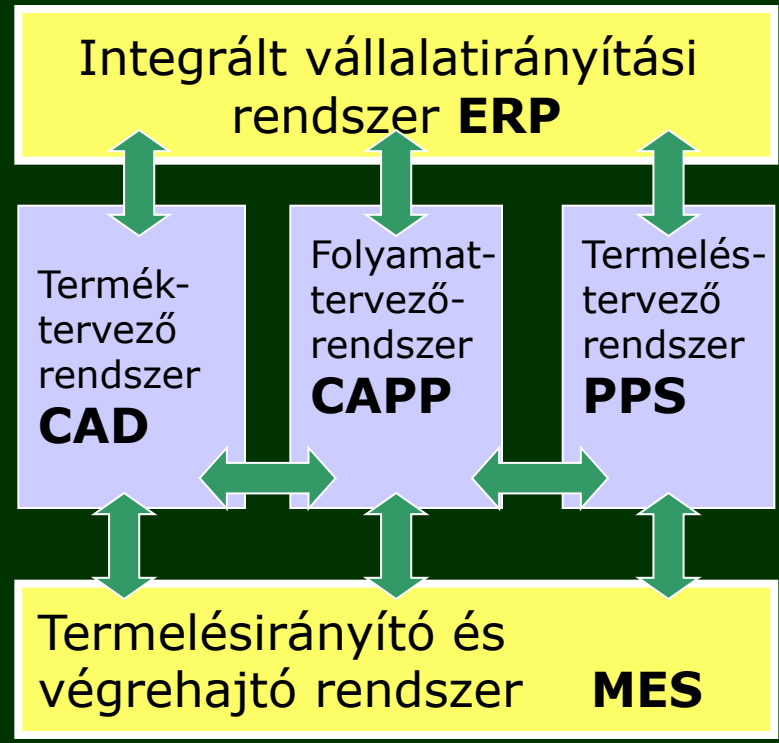 Integrált vállalatirányítási
rendszer ERP
Termék-
tervező
rendszer
CAD
Folyamat-
tervező-
rendszer
CAPP
Termelés-
tervező
rendszer
PPS
Termelésirányító és
végrehajtó rendszer MES